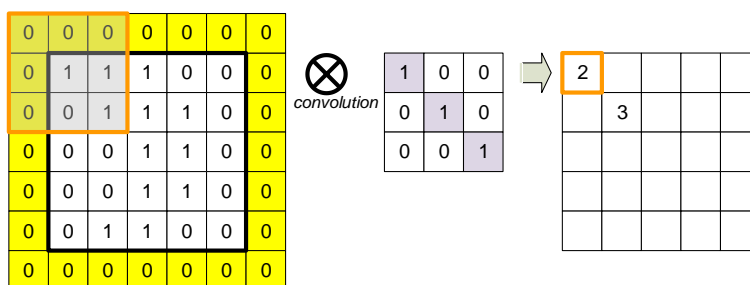 0 0 0 0 0 0 0
0 1 1 1 0 0 0
0 0 1 1 1 0 0
0 0 0 1 1 0 0
0 0 0 1 1 0 0
0 0 1 1 0 0 0
0 0 0 0 0 0 0
convolution
1 0 0
0 1 0
0 0 1
2
3